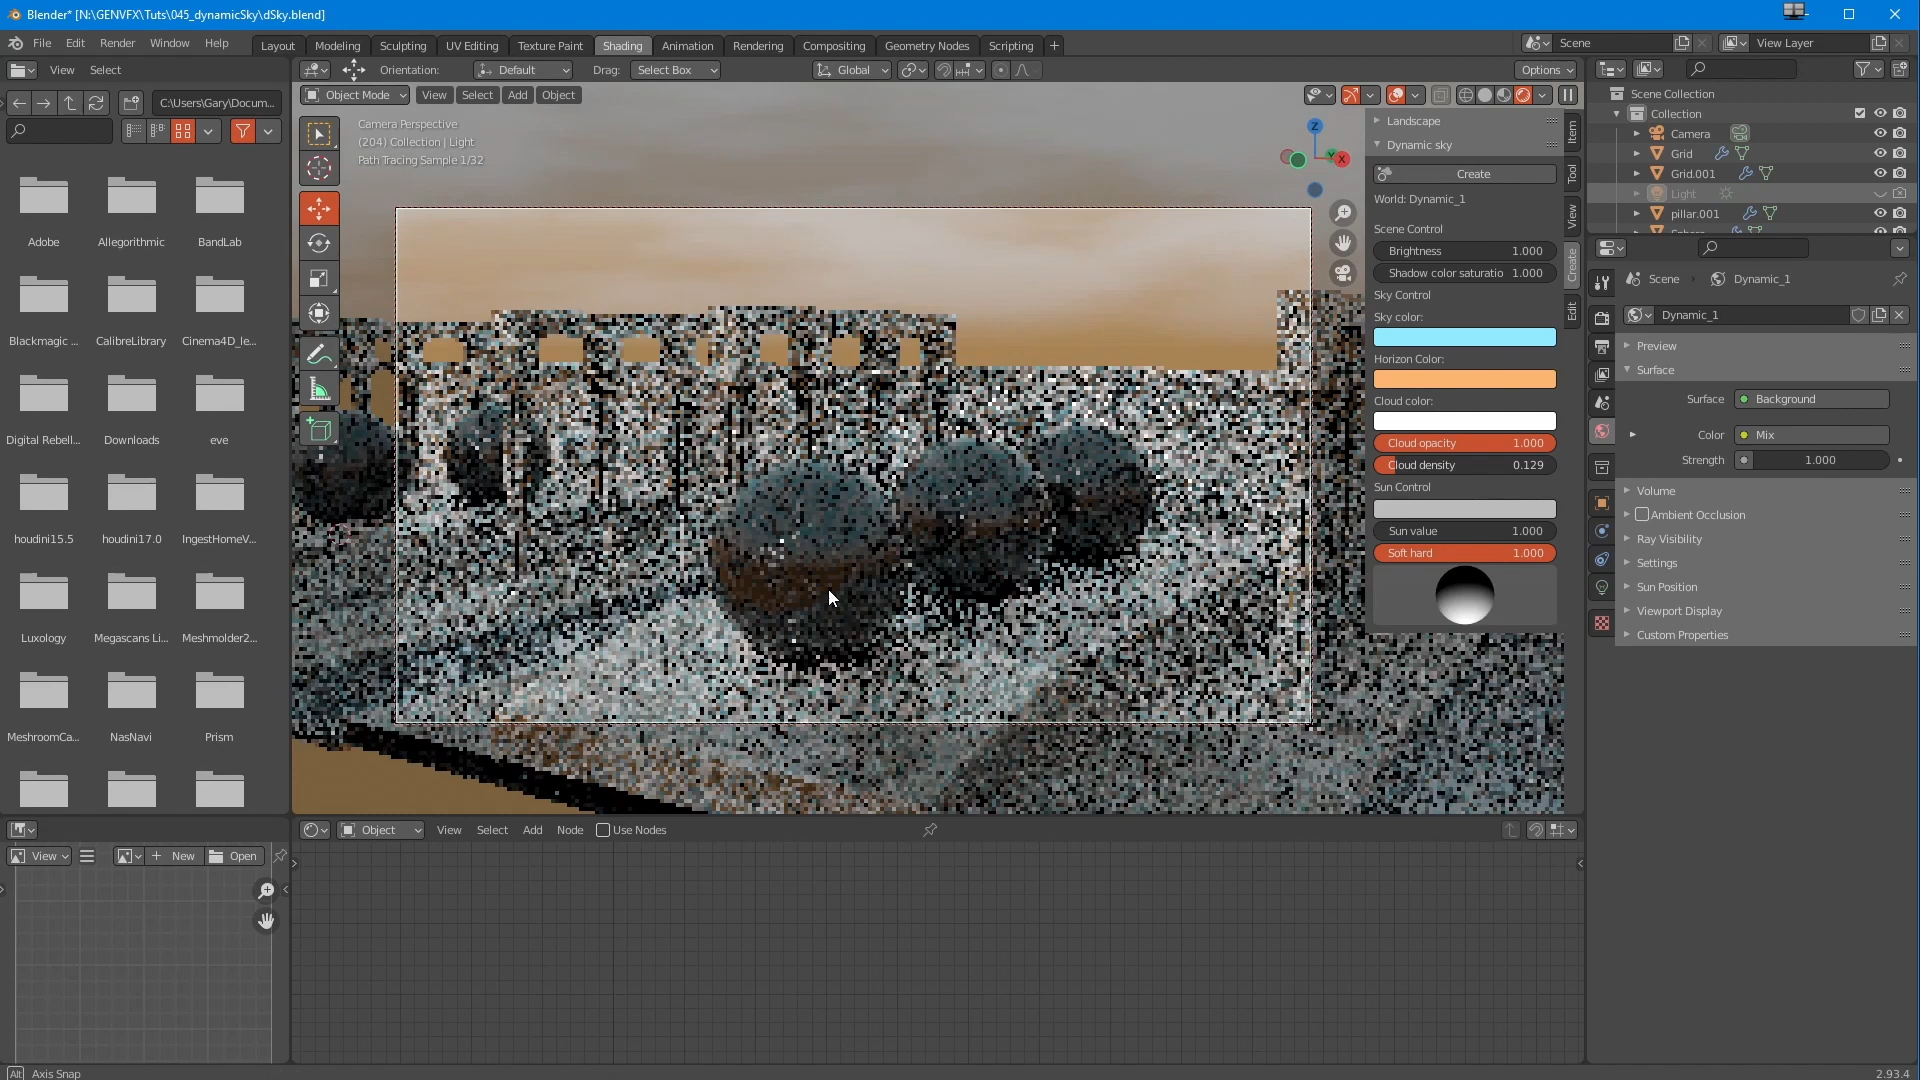 Blender* [N:\GENVFX\Tuts\045_dynamicSky\dSky.blend]
File Edit Render Window Help
Layout Modeling Sculpting UV Editing Texture Paint Shading Animation Rendering Compositing Geometry Nodes Scripting +
Scene
View Layer
View Select
Orientation: Default Drag: Select Box
Global
Options
C:\Users\Gary\Docum...
Object Mode View Select Add Object
Camera Perspective
(204) Collection | Light
Path Tracing Sample 1/32
Z
Y
X
Landscape
Dynamic sky
Create
World: Dynamic_1
Scene Control
Brightness 1.000
Shadow color saturatio 1.000
Sky Control
Sky color:
Horizon Color:
Cloud color:
Cloud opacity 1.000
Cloud density 0.129
Sun Control
Sun value 1.000
Soft hard 1.000
Item
Tool
View
Create
Edit
Scene Collection
Collection
Camera
Grid
Grid.001
Light
pillar.001
Sphere
Scene Dynamic_1
Dynamic_1
Preview
Surface
Surface Background
Color Mix
Strength 1.000
Volume
Ambient Occlusion
Ray Visibility
Settings
Sun Position
Viewport Display
Custom Properties
Adobe Allegorithmic BandLab
Blackmagic ... CalibreLibrary Cinema4D_le...
Digital Rebell... Downloads eve
houdini15.5 houdini17.0 IngestHomeV...
Luxology Megascans Li... Meshmolder2...
MeshroomCa... NasNavi Prism
View New Open
Object View Select Add Node Use Nodes
Alt Axis Snap
2.93.4